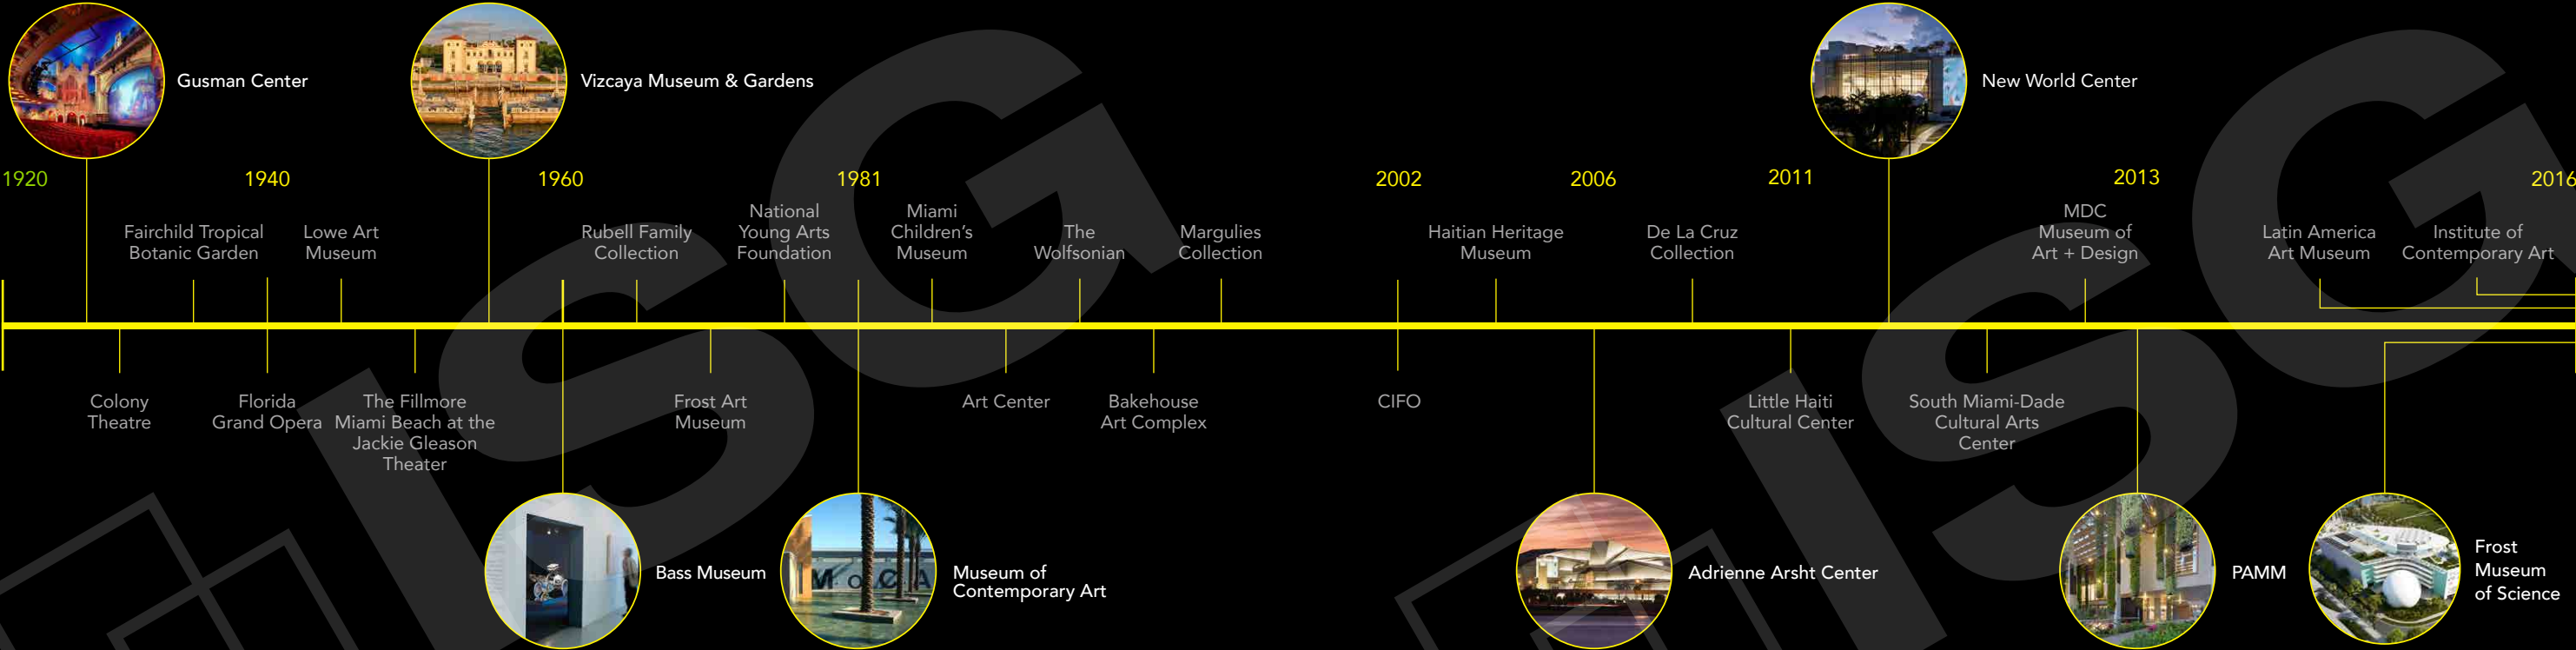 Gusman Center
Vizcaya Museum & Gardens
New World Center
1920
1940
1960
1981
2002
2006
2011
2013
2016
Fairchild Tropical
Botanic Garden
Lowe Art
Museum
Rubell Family
Collection
National
Young Arts
Foundation
Miami
Children's
Museum
The
Wolfsonian
Margulies
Collection
Haitian Heritage
Museum
De La Cruz
Collection
MDC
Museum of
Art + Design
Latin America
Art Museum
Institute of
Contemporary Art
Colony
Theatre
Florida
Grand Opera
The Fillmore
Miami Beach at the
Jackie Gleason
Theater
Frost Art
Museum
Art Center
Bakehouse
Art Complex
CIFO
Little Haiti
Cultural Center
South Miami-Dade
Cultural Arts
Center
Bass Museum
MOCA
Museum of
Contemporary Art
Adrienne Arsht Center
PAMM
Frost
Museum
of Science
ISG
ISG